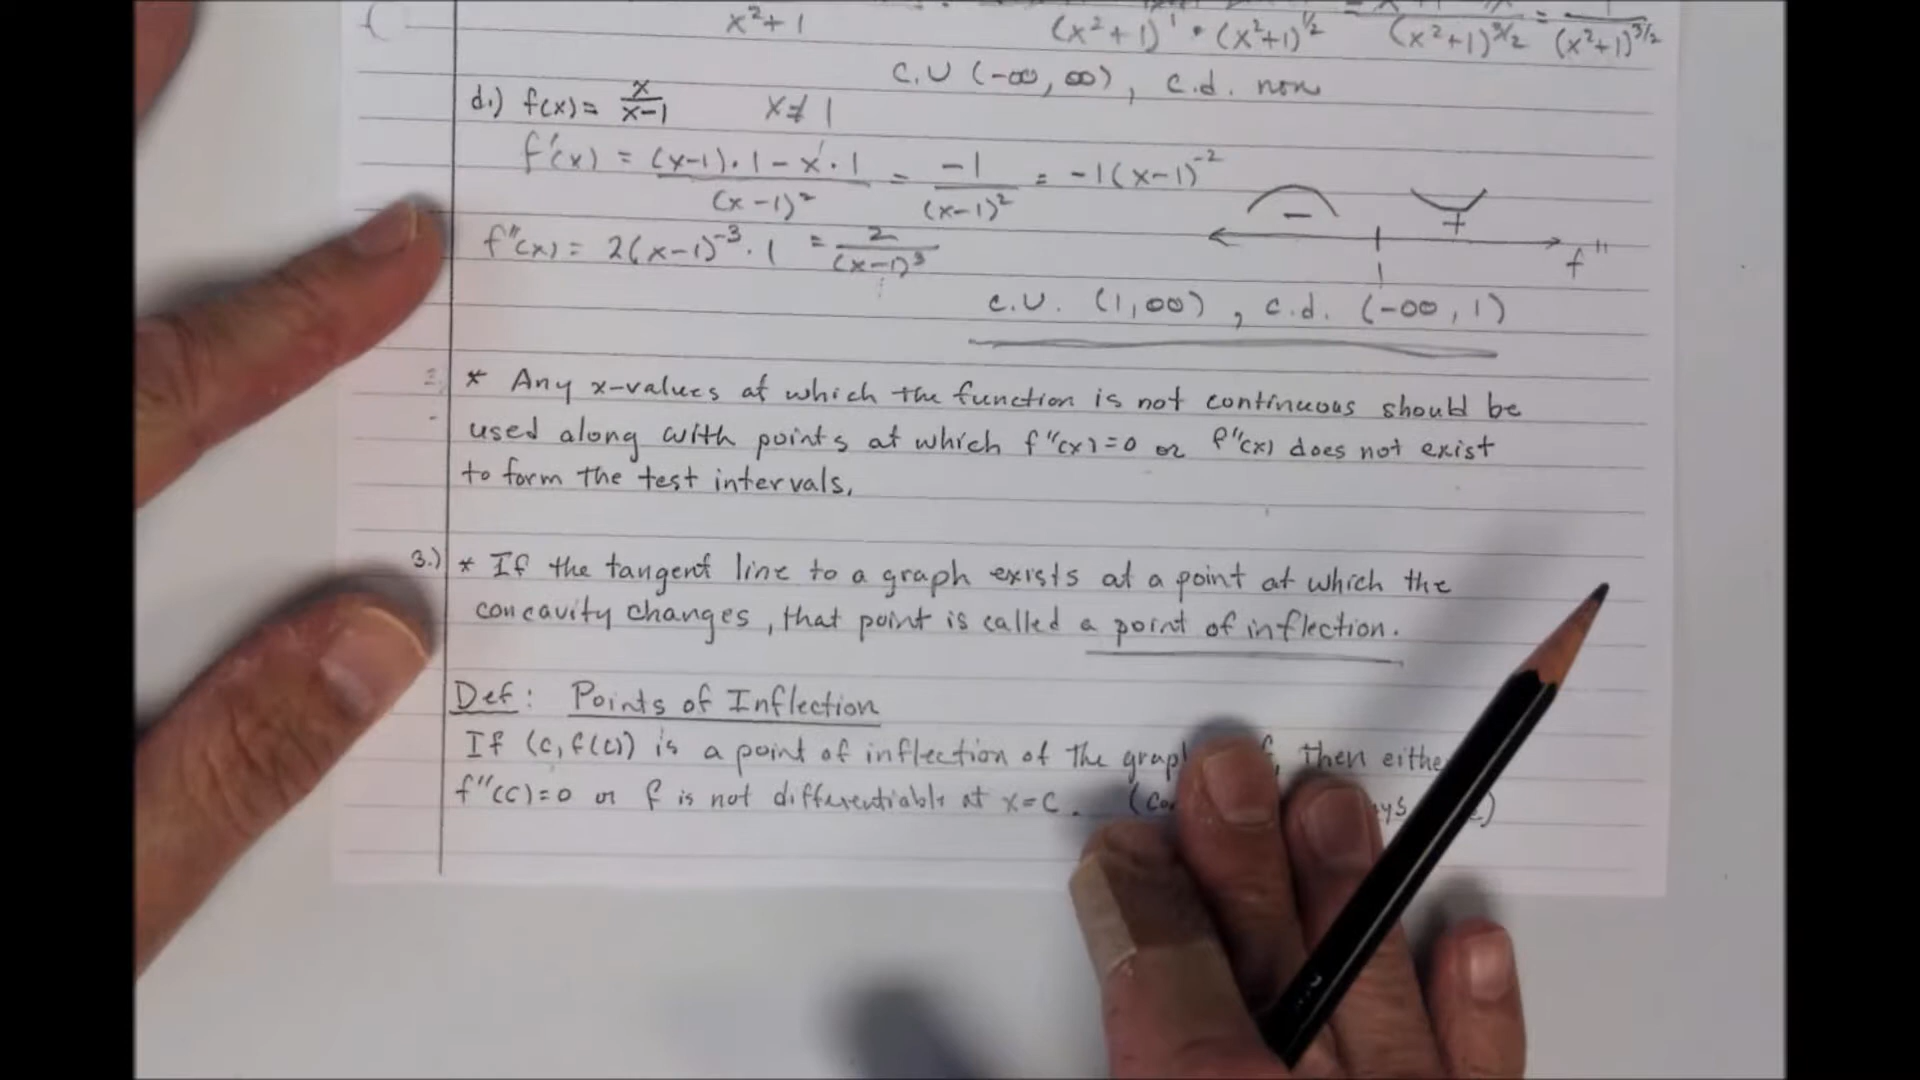 x²+1 (x²+1)¹ • (x²+1)^½ (x²+1)^3/2 = 1/(x²+1)^3/2
C.U (-∞, ∞), c.d. non
d.) f(x) = x/(x-1) x ≠ 1
f'(x) = ((x-1)·1 - x·1)/(x-1)² = -1/(x-1)² = -1(x-1)^-2
f''(x) = 2(x-1)^-3 · 1 = 2/(x-1)³
- +
1 f''
C.U. (1,∞), c.d. (-∞, 1)
* Any x-values at which the function is not continuous should be
used along with points at which f''(x)=0 or f''(x) does not exist
to form the test intervals.
3.) * If the tangent line to a graph exists at a point at which the
concavity changes, that point is called a point of inflection.
Def: Points of Inflection
If (c, f(c)) is a point of inflection of the graph f, then
f''(c)=0 or f is not differentiable at x=c.